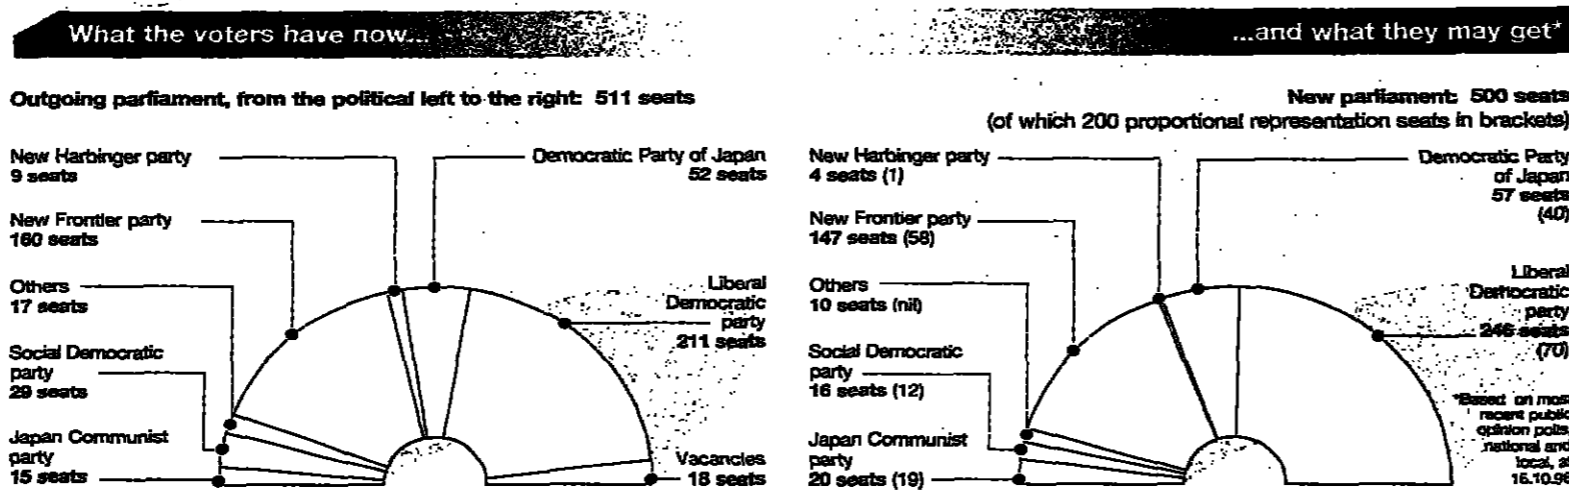 What the voters have now...
Outgoing parliament, from the political left to the right: 511 seats
New Harbinger party
9 seats
New Frontier party
160 seats
Others
17 seats
Social Democratic
party
29 seats
Japan Communist
party
15 seats
Democratic Party of Japan
52 seats
Liberal
Democratic
party
211 seats
Vacancies
18 seats
...and what they may get*
New parliament: 500 seats
(of which 200 proportional representation seats in brackets)
New Harbinger party
4 seats (1)
New Frontier party
147 seats (58)
Others
10 seats (nil)
Social Democratic
party
16 seats (12)
Japan Communist
party
20 seats (19)
Democratic Party
of Japan
57 seats
(40)
Liberal
Democratic
party
246 seats
(70)
*Based on most
recent public
opinion polls,
national and
local, at
16.10.96